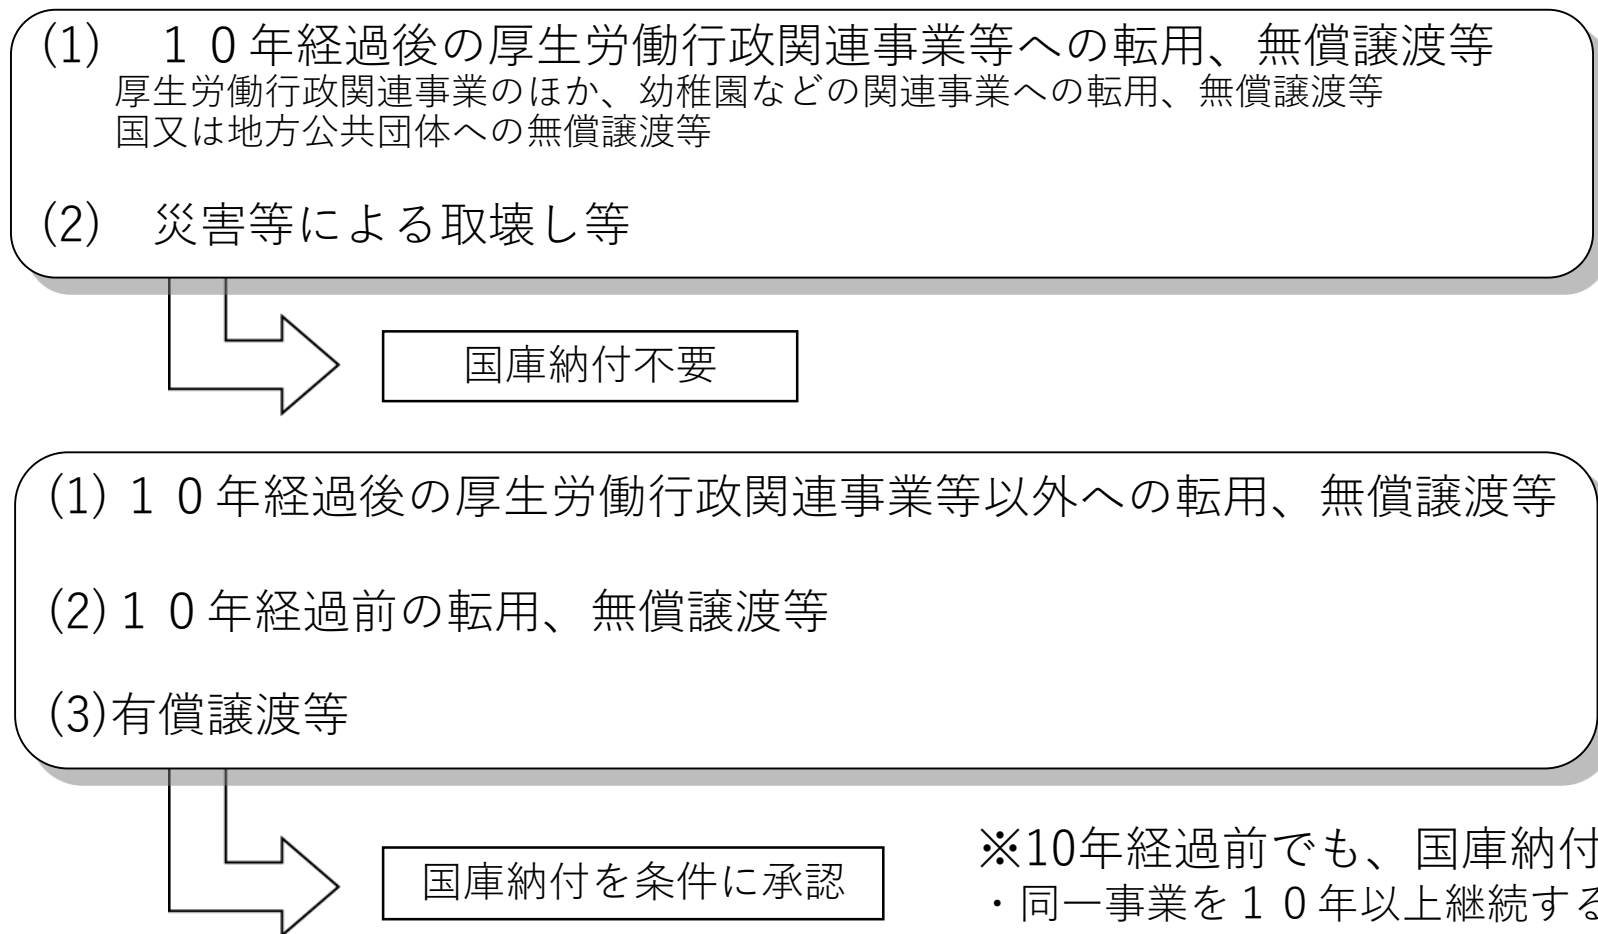 (1)　１０年経過後の厚生労働行政関連事業等への転用、無償譲渡等
厚生労働行政関連事業のほか、幼稚園などの関連事業への転用、無償譲渡等
国又は地方公共団体への無償譲渡等
(2)　災害等による取壊し等
国庫納付不要
(1)１０年経過後の厚生労働行政関連事業等以外への転用、無償譲渡等
(2)１０年経過前の転用、無償譲渡等
(3)有償譲渡等
国庫納付を条件に承認
※10年経過前でも、国庫納付
・同一事業を１０年以上継続する